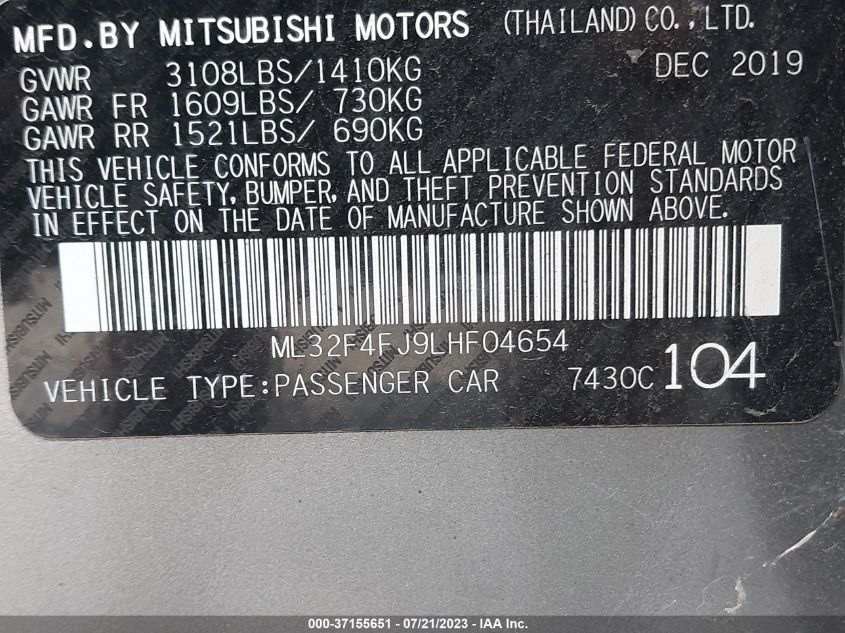 MFD.BY MITSUBISHI MOTORS (THAILAND) CO., LTD.
GVWR 3108LBS/1410KG DEC 2019
GAWR FR 1609LBS/ 730KG
GAWR RR 1521LBS/ 690KG
THIS VEHICLE CONFORMS TO ALL APPLICABLE FEDERAL MOTOR
VEHICLE SAFETY, BUMPER, AND THEFT PREVENTION STANDARDS
IN EFFECT ON THE DATE OF MANUFACTURE SHOWN ABOVE.
ML32F4FJ9LHF04654
VEHICLE TYPE:PASSENGER CAR 7430C 104
000-37155651 - 07/21/2023 - IAA Inc.